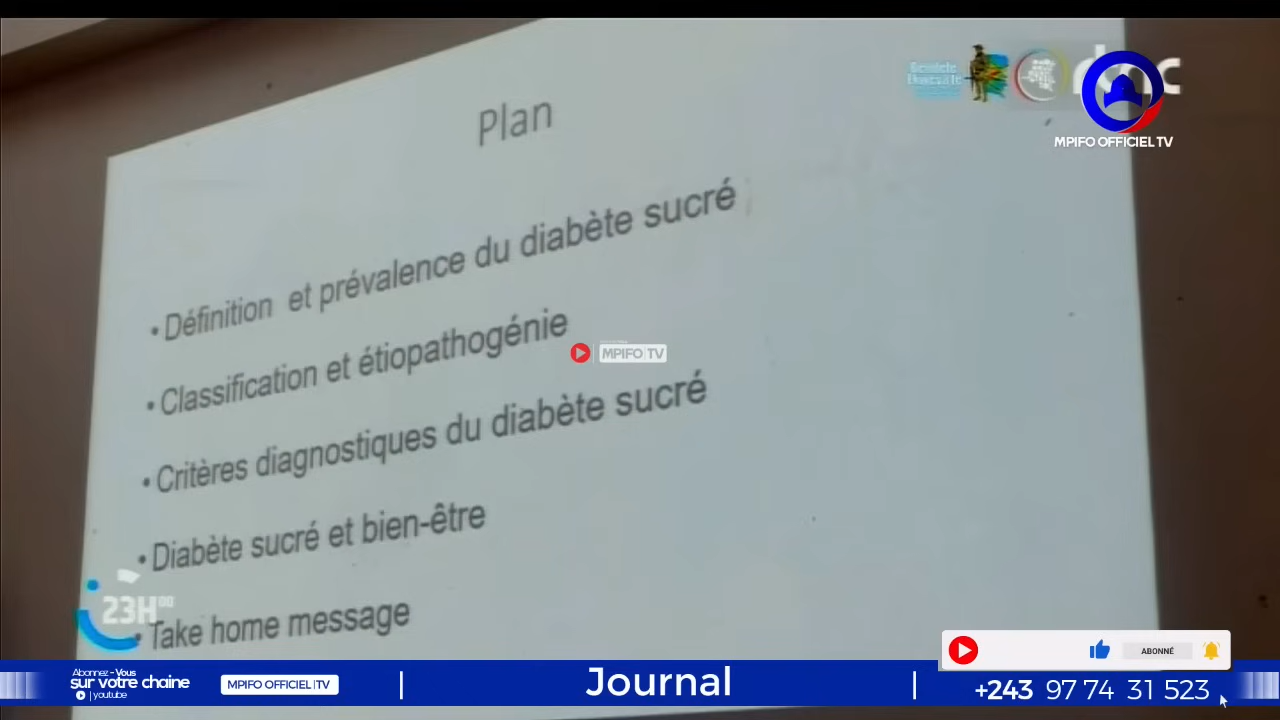 Plan
MPIFO OFFICIEL TV
• Définition et prévalence du diabète sucré
• Classification et étiopathogénie
MPIFO TV
• Critères diagnostiques du diabète sucré
• Diabète sucré et bien-être
23H00
• Take home message
ABONNÉ
Abonnez - Vous
sur votre chaine
youtube
MPIFO OFFICIEL TV
Journal
+243 97 74 31 523